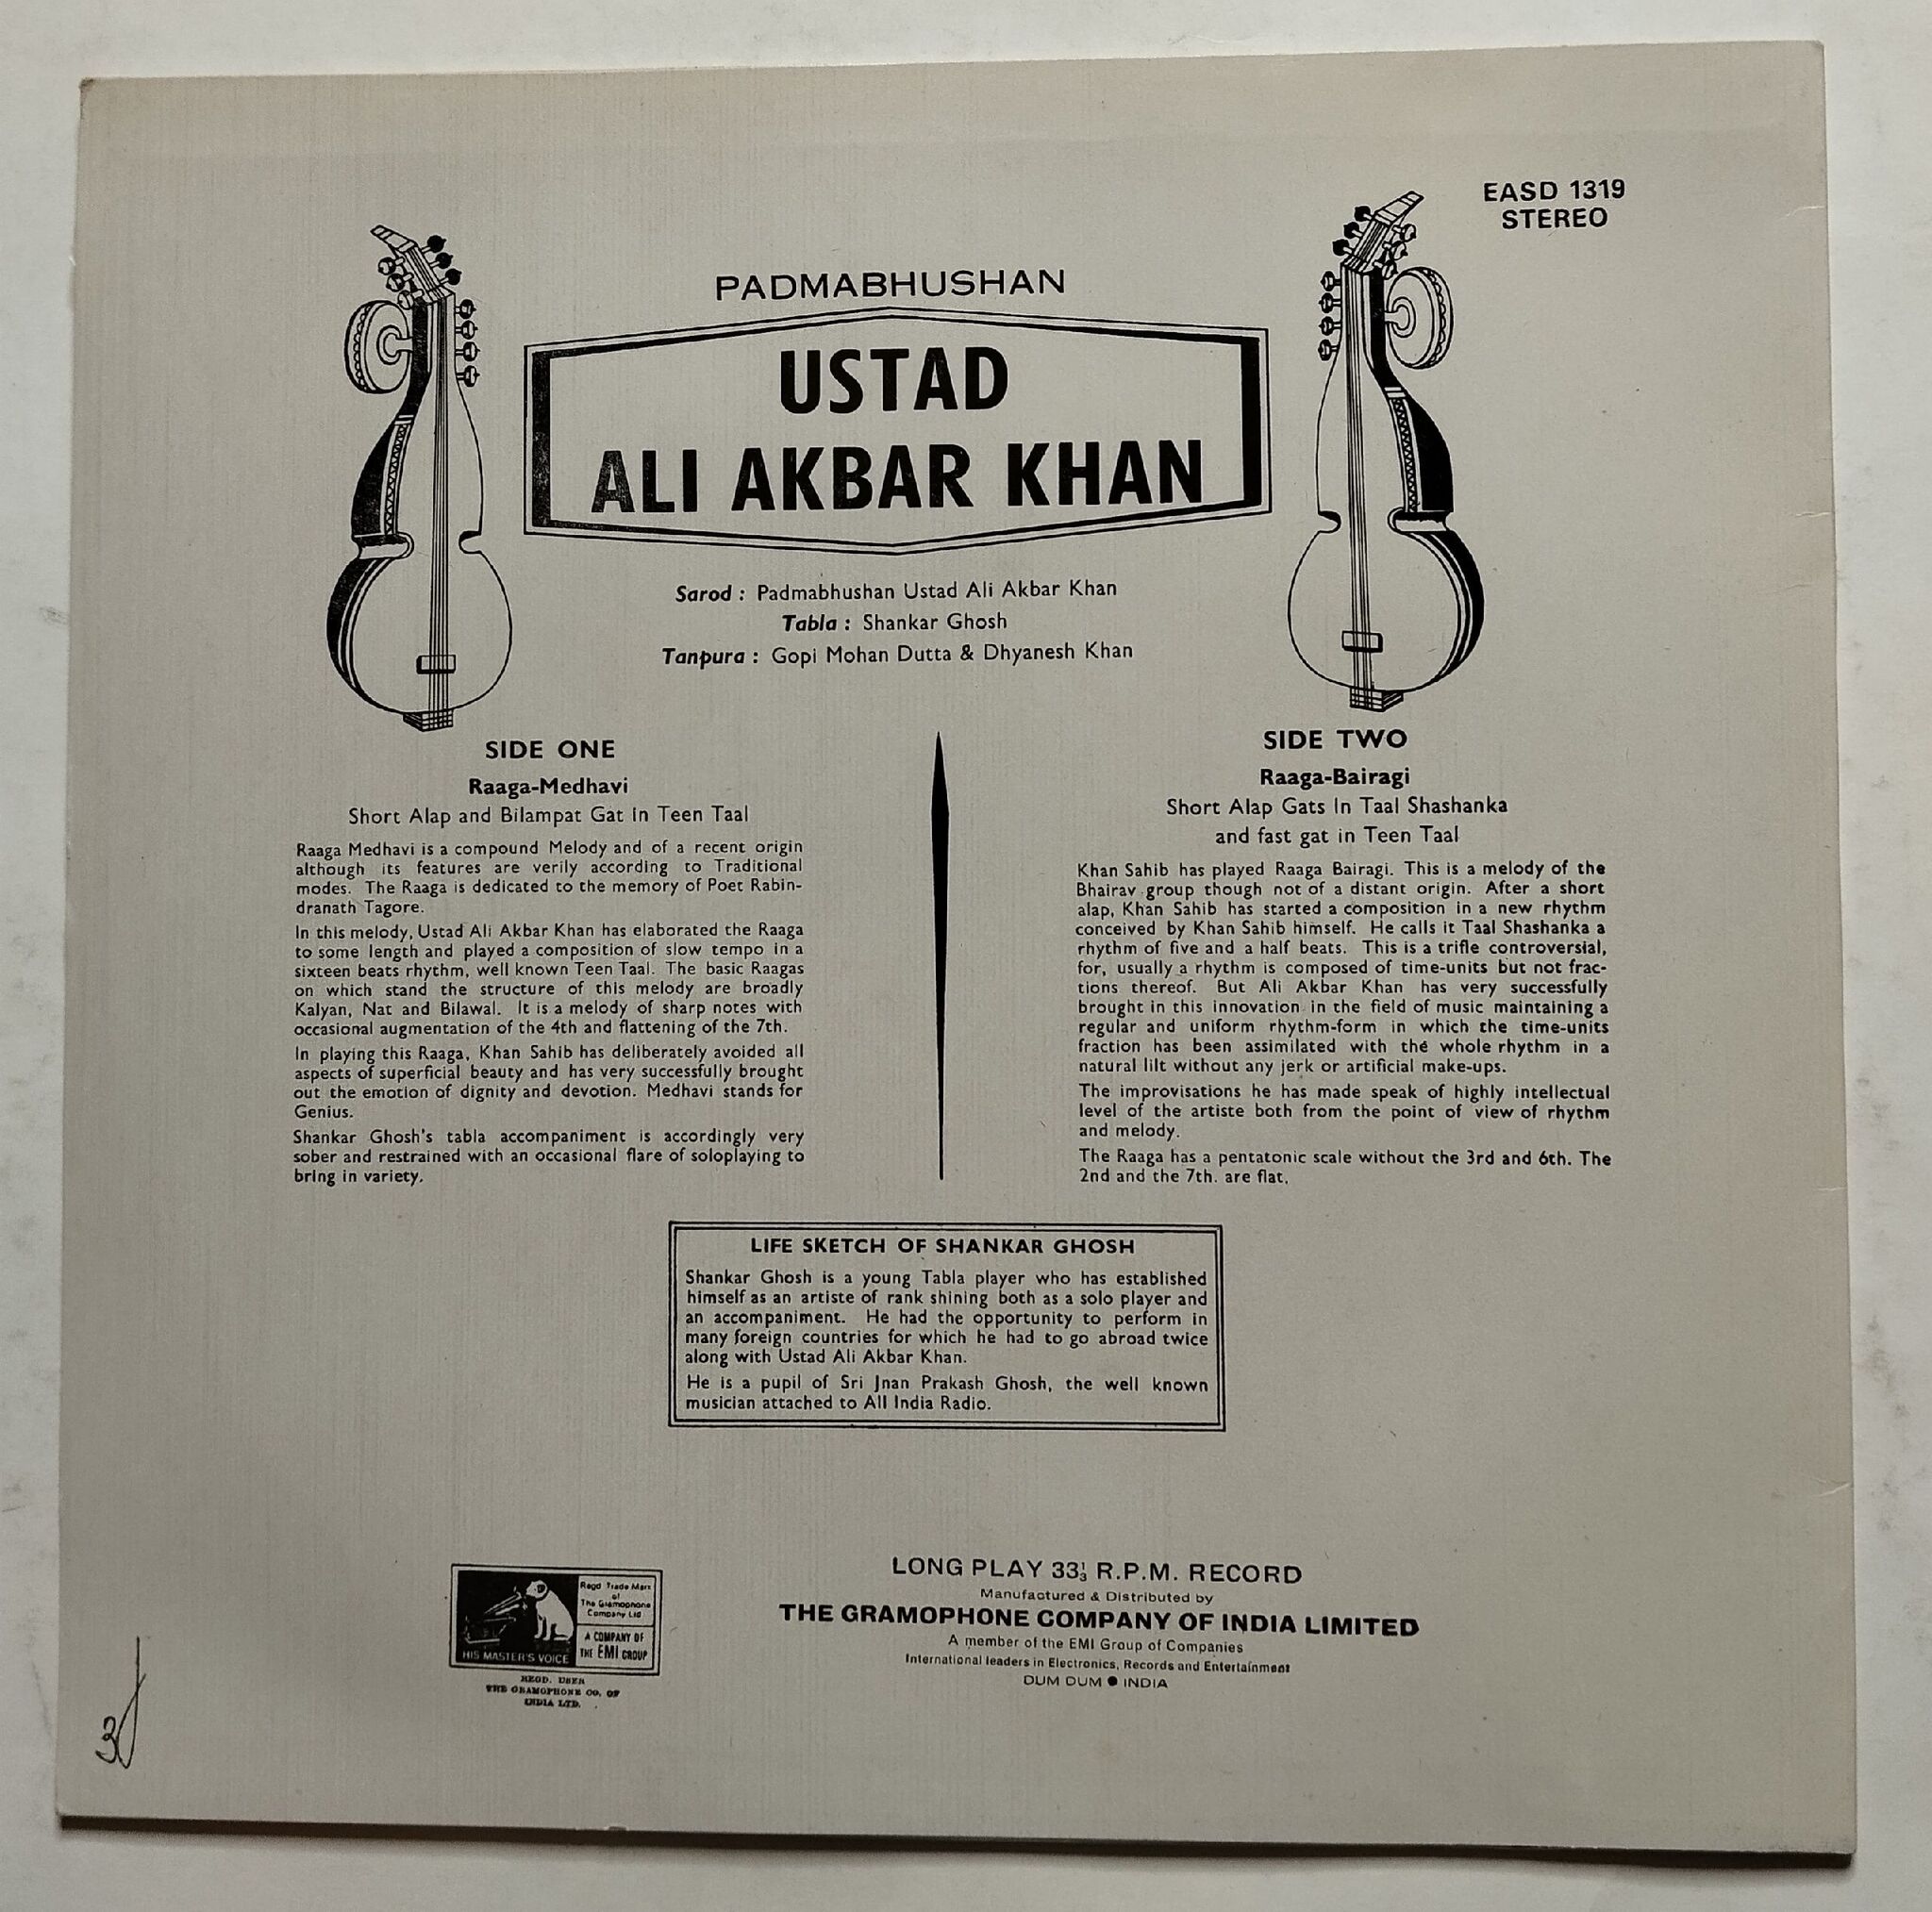 EASD 1319
STEREO
PADMABHUSHAN
USTAD
ALI AKBAR KHAN
Sarod : Padmabhushan Ustad Ali Akbar Khan
Tabla : Shankar Ghosh
Tanpura : Gopi Mohan Dutta & Dhyanesh Khan
SIDE ONE
Raaga-Medhavi
Short Alap and Bilampat Gat In Teen Taal
Raaga Medhavi is a compound Melody and of a recent origin
although its features are verily according to Traditional
modes. The Raaga is dedicated to the memory of Poet Rabin-
dranath Tagore.
In this melody, Ustad Ali Akbar Khan has elaborated the Raaga
to some length and played a composition of slow tempo in a
sixteen beats rhythm, well known Teen Taal. The basic Raagas
on which stand the structure of this melody are broadly
Kalyan, Nat and Bilawal. It is a melody of sharp notes with
occasional augmentation of the 4th and flattening of the 7th.
In playing this Raaga, Khan Sahib has deliberately avoided all
aspects of superficial beauty and has very successfully brought
out the emotion of dignity and devotion. Medhavi stands for
Genius.
Shankar Ghosh's tabla accompaniment is accordingly very
sober and restrained with an occasional flare of soloplaying to
bring in variety.
SIDE TWO
Raaga-Bairagi
Short Alap Gats In Taal Shashanka
and fast gat in Teen Taal
Khan Sahib has played Raaga Bairagi. This is a melody of the
Bhairav group though not of a distant origin. After a short
alap, Khan Sahib has started a composition in a new rhythm
conceived by Khan Sahib himself. He calls it Taal Shashanka a
rhythm of five and a half beats. This is a trifle controversial,
for, usually a rhythm is composed of time-units but not frac-
tions thereof. But Ali Akbar Khan has very successfully
brought in this innovation in the field of music maintaining a
regular and uniform rhythm-form in which the time-units
fraction has been assimilated with the whole rhythm in a
natural lilt without any jerk or artificial make-ups.
The improvisations he has made speak of highly intellectual
level of the artiste both from the point of view of rhythm
and melody.
The Raaga has a pentatonic scale without the 3rd and 6th. The
2nd and the 7th. are flat.
LIFE SKETCH OF SHANKAR GHOSH
Shankar Ghosh is a young Tabla player who has established
himself as an artiste of rank shining both as a solo player and
an accompaniment. He had the opportunity to perform in
many foreign countries for which he had to go abroad twice
along with Ustad Ali Akbar Khan.
He is a pupil of Sri Jnan Prakash Ghosh, the well known
musician attached to All India Radio.
Regd Trade Mark
of
The Gramophone
Company Ltd
A COMPANY OF
THE EMI GROUP
HIS MASTER'S VOICE
REGD. USER
THE GRAMOPHONE CO. OF
INDIA LTD.
LONG PLAY 33⅓ R.P.M. RECORD
Manufactured & Distributed by
THE GRAMOPHONE COMPANY OF INDIA LIMITED
A member of the EMI Group of Companies
International leaders in Electronics, Records and Entertainment
DUM DUM ● INDIA